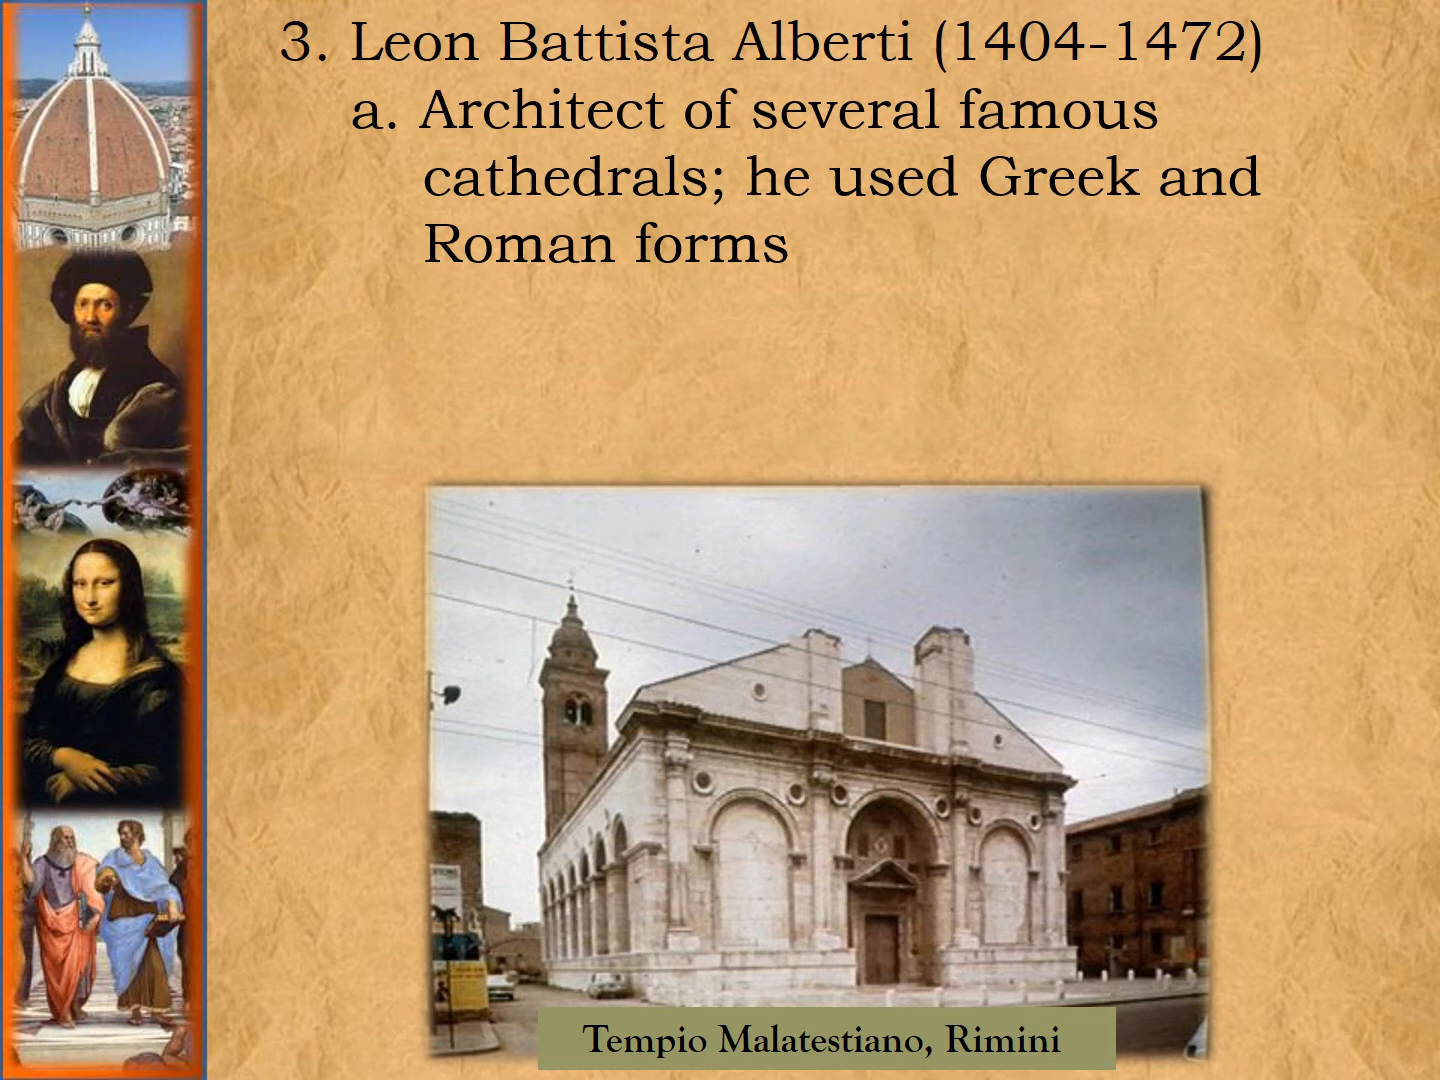 3. Leon Battista Alberti (1404-1472)
a. Architect of several famous
cathedrals; he used Greek and
Roman forms
Tempio Malatestiano, Rimini